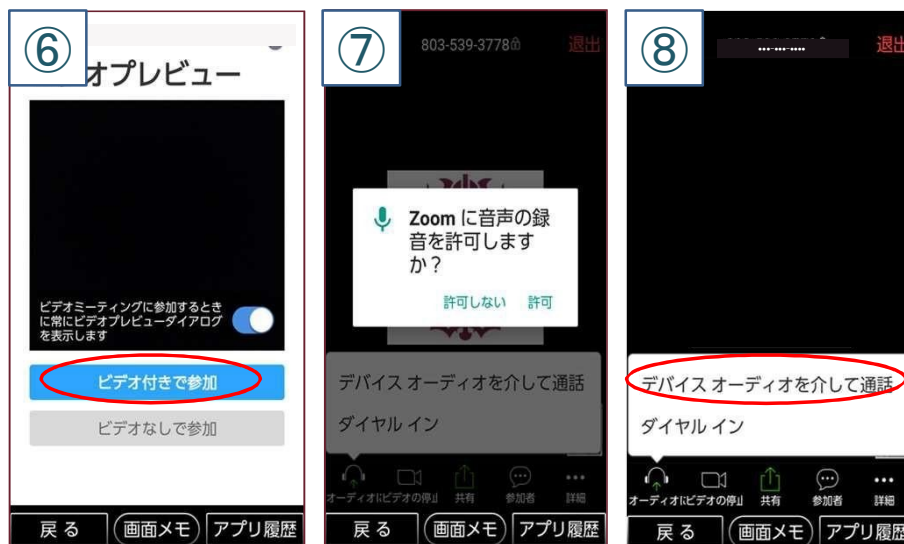 ⑥
オプレビュー
ビデオミーティングに参加するとき
に常にビデオプレビューダイアログ
を表示します
ビデオ付きで参加
ビデオなしで参加
戻る
画面メモ
アプリ履歴
⑦
803-539-3778
退出
Zoom に音声の録
音を許可します
か？
許可しない 許可
デバイス オーディオを介して通話
ダイヤル イン
オーディオに ビデオの停止 共有 参加者 詳細
戻る
画面メモ
アプリ履歴
⑧
退出
デバイス オーディオを介して通話
ダイヤル イン
オーディオに ビデオの停止 共有 参加者 詳細
戻る
画面メモ
アプリ履歴